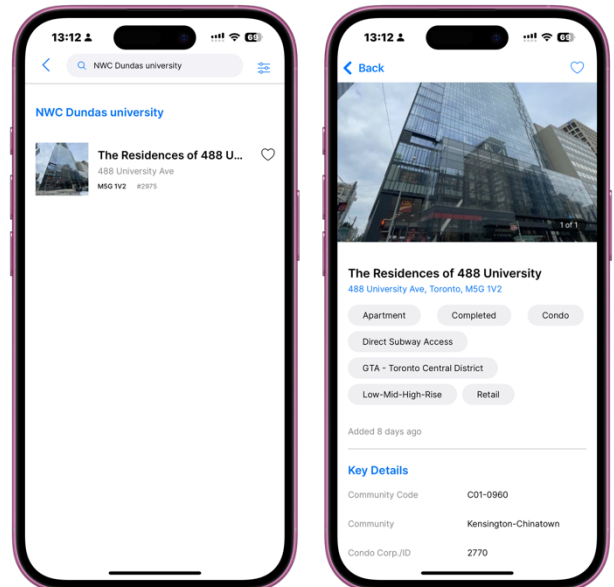 13:12
69
NWC Dundas university
NWC Dundas university
The Residences of 488 U...
488 University Ave
M5G 1V2 #2975
13:12
69
Back
1 of 1
The Residences of 488 University
488 University Ave, Toronto, M5G 1V2
Apartment Completed Condo
Direct Subway Access
GTA - Toronto Central District
Low-Mid-High-Rise Retail
Added 8 days ago
Key Details
Community Code C01-0960
Community Kensington-Chinatown
Condo Corp./ID 2770